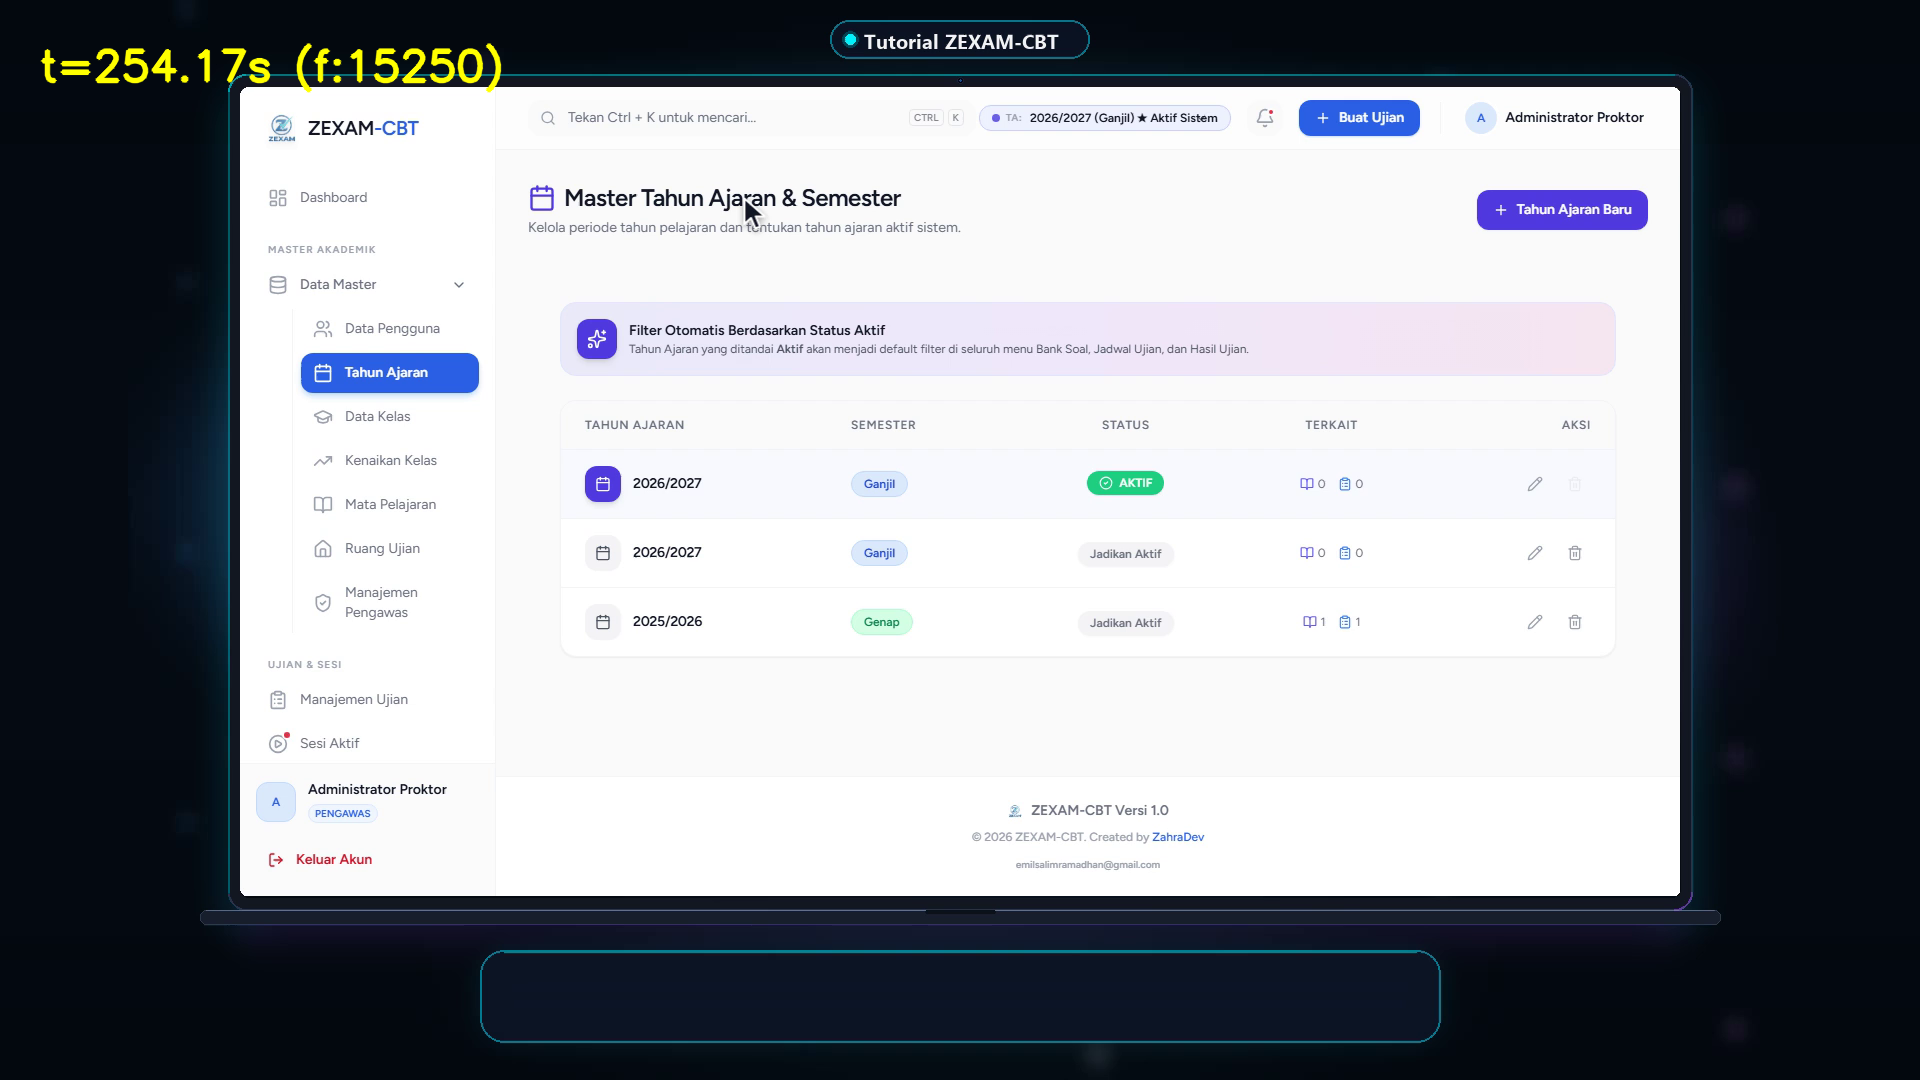 Tutorial ZEXAM-CBT
t=254.17s (f:15250)
ZEXAM-CBT
Tekan Ctrl + K untuk mencari...
CTRL K
TA: 2026/2027 (Ganjil) ★ Aktif Sistem
+ Buat Ujian
A Administrator Proktor
Dashboard
MASTER AKADEMIK
Data Master
Data Pengguna
Tahun Ajaran
Data Kelas
Kenaikan Kelas
Mata Pelajaran
Ruang Ujian
Manajemen
Pengawas
UJIAN & SESI
Manajemen Ujian
Sesi Aktif
A Administrator Proktor
PENGAWAS
Keluar Akun
Master Tahun Ajaran & Semester
Kelola periode tahun pelajaran dan tentukan tahun ajaran aktif sistem.
+ Tahun Ajaran Baru
Filter Otomatis Berdasarkan Status Aktif
Tahun Ajaran yang ditandai Aktif akan menjadi default filter di seluruh menu Bank Soal, Jadwal Ujian, dan Hasil Ujian.
TAHUN AJARAN SEMESTER STATUS TERKAIT AKSI
2026/2027 Ganjil AKTIF 0 0
2026/2027 Ganjil Jadikan Aktif 0 0
2025/2026 Genap Jadikan Aktif 1 1
ZEXAM ZEXAM-CBT Versi 1.0
© 2026 ZEXAM-CBT. Created by ZahraDev
emilsalimramadhan@gmail.com